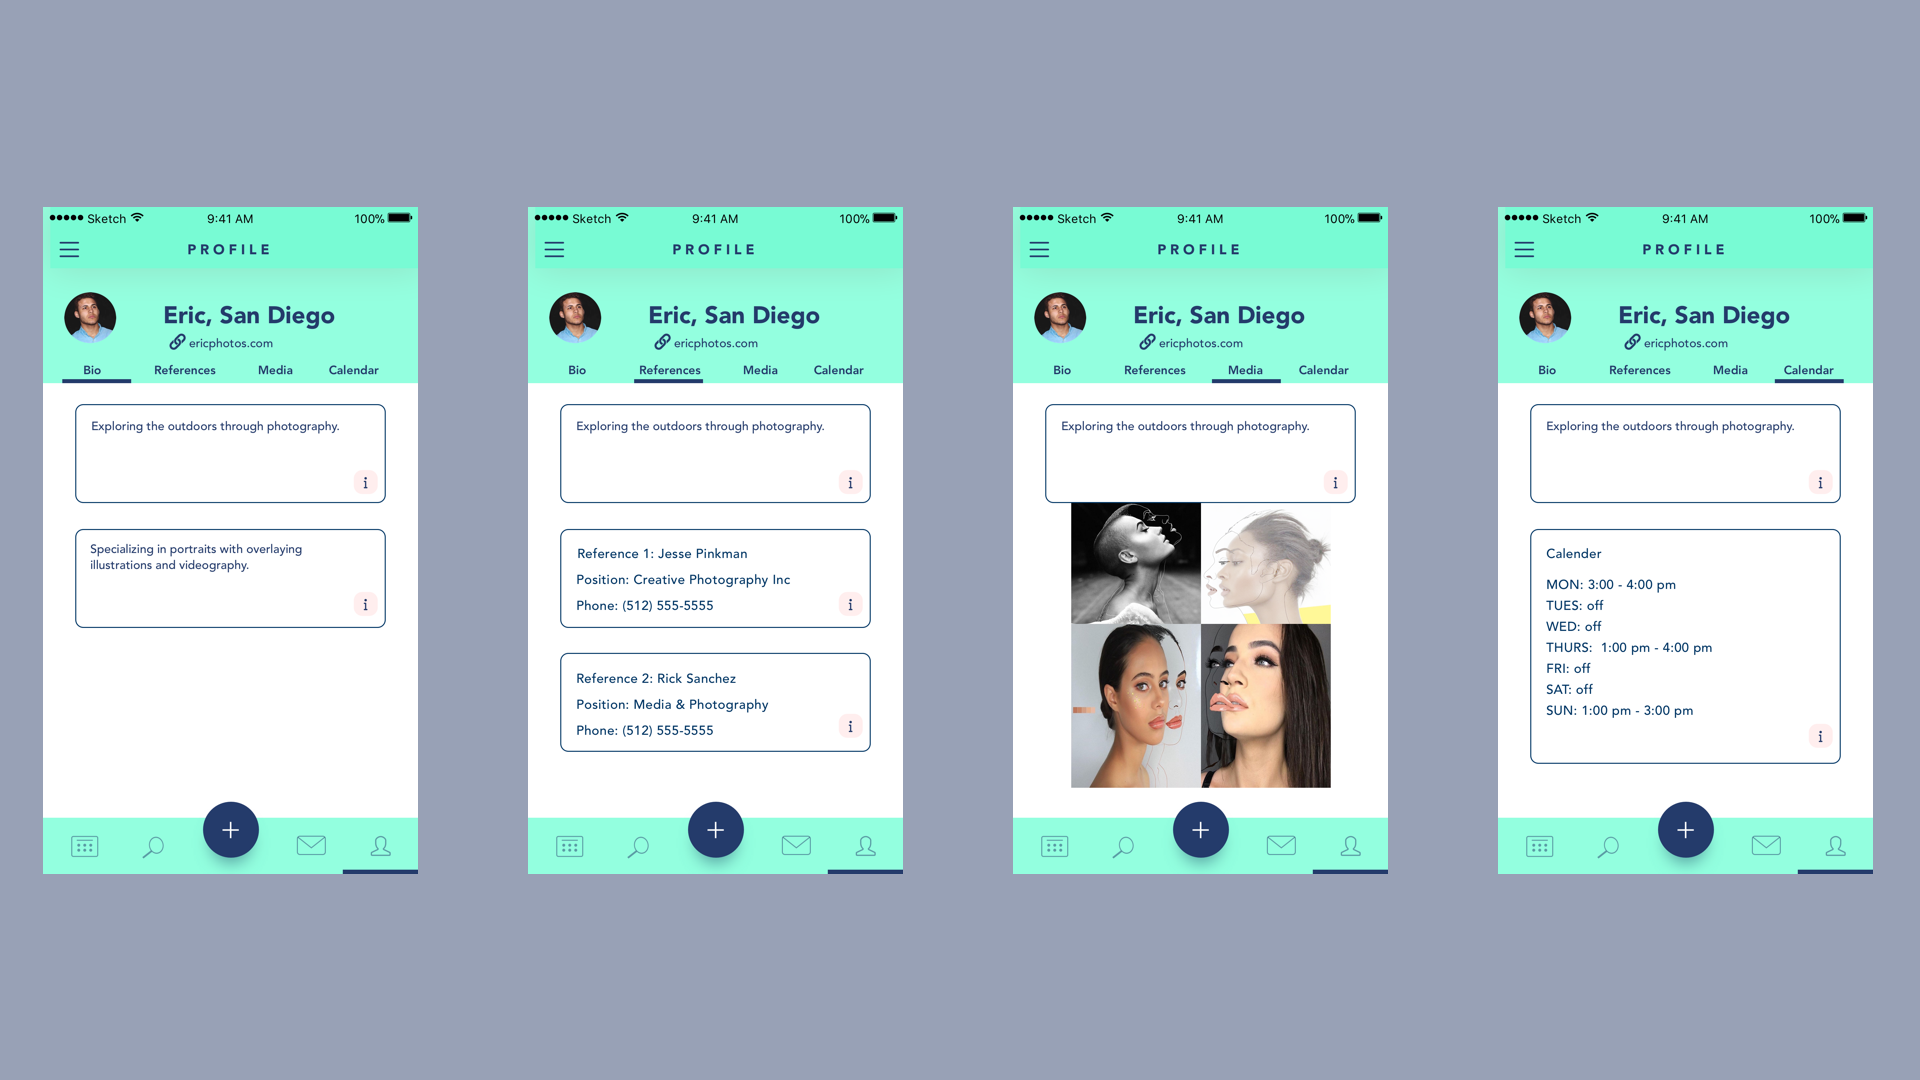 Sketch 9:41 AM 100%
PROFILE
Eric, San Diego
ericphotos.com
Bio References Media Calendar
Exploring the outdoors through photography.
i
Specializing in portraits with overlaying
illustrations and videography.
i
Sketch 9:41 AM 100%
PROFILE
Eric, San Diego
ericphotos.com
Bio References Media Calendar
Exploring the outdoors through photography.
i
Reference 1: Jesse Pinkman
Position: Creative Photography Inc
Phone: (512) 555-5555
i
Reference 2: Rick Sanchez
Position: Media & Photography
Phone: (512) 555-5555
i
Sketch 9:41 AM 100%
PROFILE
Eric, San Diego
ericphotos.com
Bio References Media Calendar
Exploring the outdoors through photography.
i
Sketch 9:41 AM 100%
PROFILE
Eric, San Diego
ericphotos.com
Bio References Media Calendar
Exploring the outdoors through photography.
i
Calender
MON: 3:00 - 4:00 pm
TUES: off
WED: off
THURS: 1:00 pm - 4:00 pm
FRI: off
SAT: off
SUN: 1:00 pm - 3:00 pm
i